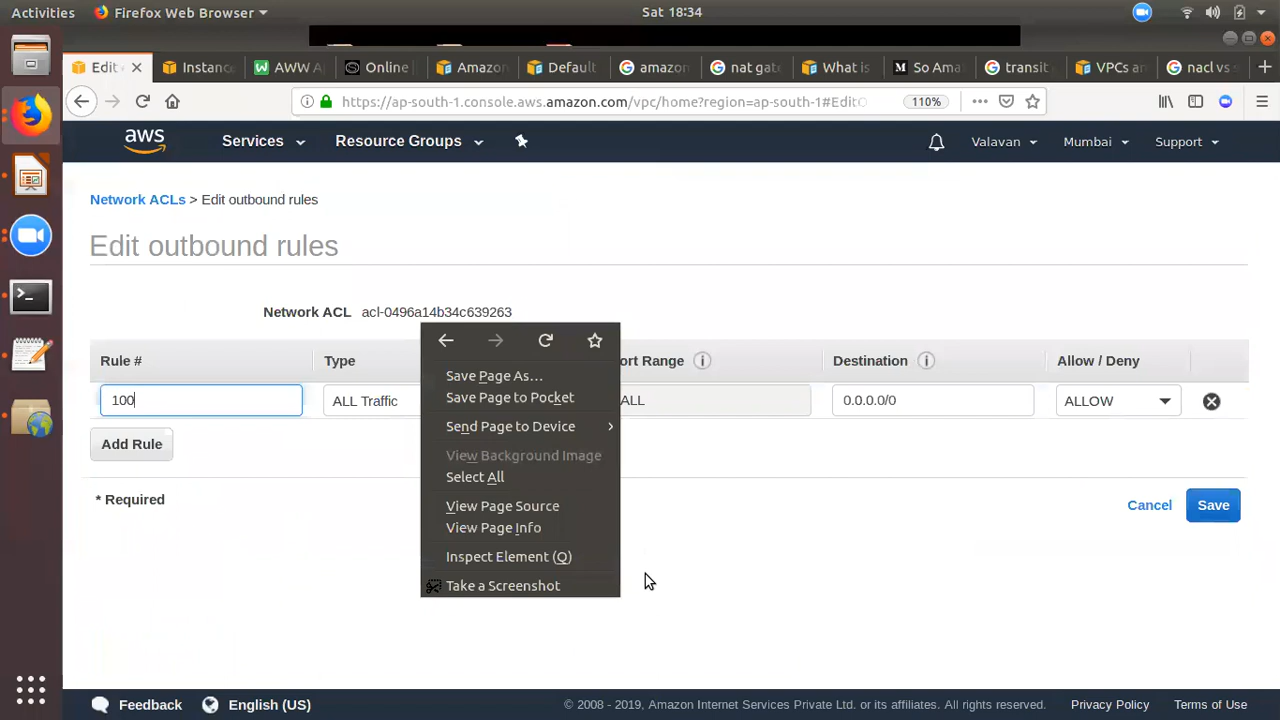 Activities Firefox Web Browser Sat 18:34
Edit Instanc AWW A Online Amazon Default amazo nat gate What is So Ama transit VPCs an nacl vs s
https://ap-south-1.console.aws.amazon.com/vpc/home?region=ap-south-1#EditO 110%
aws Services Resource Groups Valavan Mumbai Support
Network ACLs > Edit outbound rules
Edit outbound rules
Network ACL acl-0496a14b34c639263
Rule # Type ort Range Destination Allow / Deny
100 ALL Traffic ALL 0.0.0.0/0 ALLOW
Add Rule
* Required
Cancel Save
Save Page As...
Save Page to Pocket
Send Page to Device
View Background Image
Select All
View Page Source
View Page Info
Inspect Element (Q)
Take a Screenshot
Feedback English (US) © 2008 - 2019, Amazon Internet Services Private Ltd. or its affiliates. All rights reserved. Privacy Policy Terms of Use